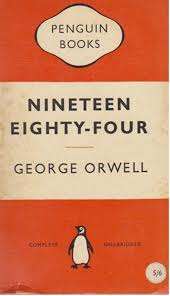 PENGUIN
BOOKS
NINETEEN
EIGHTY-FOUR
GEORGE ORWELL
COMPLETE UNABRIDGED
5/6